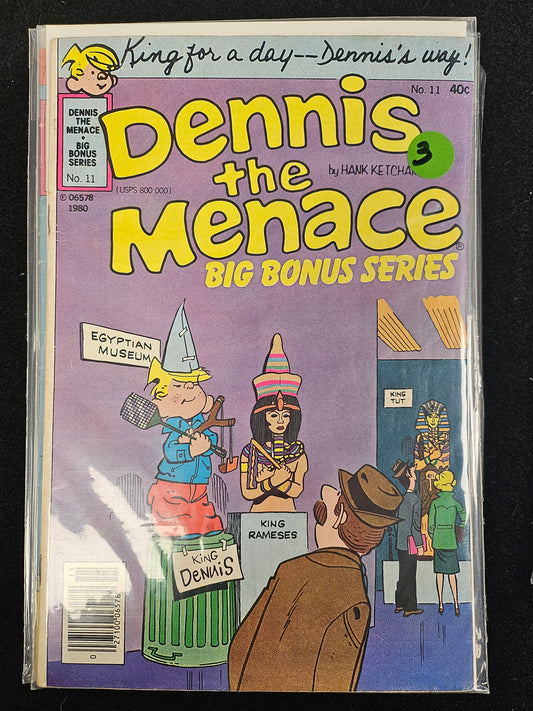 King for a day--Dennis's way!
No. 11 40¢
DENNIS
THE
MENACE
•
BIG
BONUS
SERIES
No. 11
© 06578
1980
Dennis
the
Menace
(USPS 800 000)
by HANK KETCHAM
3
BIG BONUS SERIES
EGYPTIAN
MUSEUM
KING
TUT
KING
RAMESES
KING
DENNIS
0